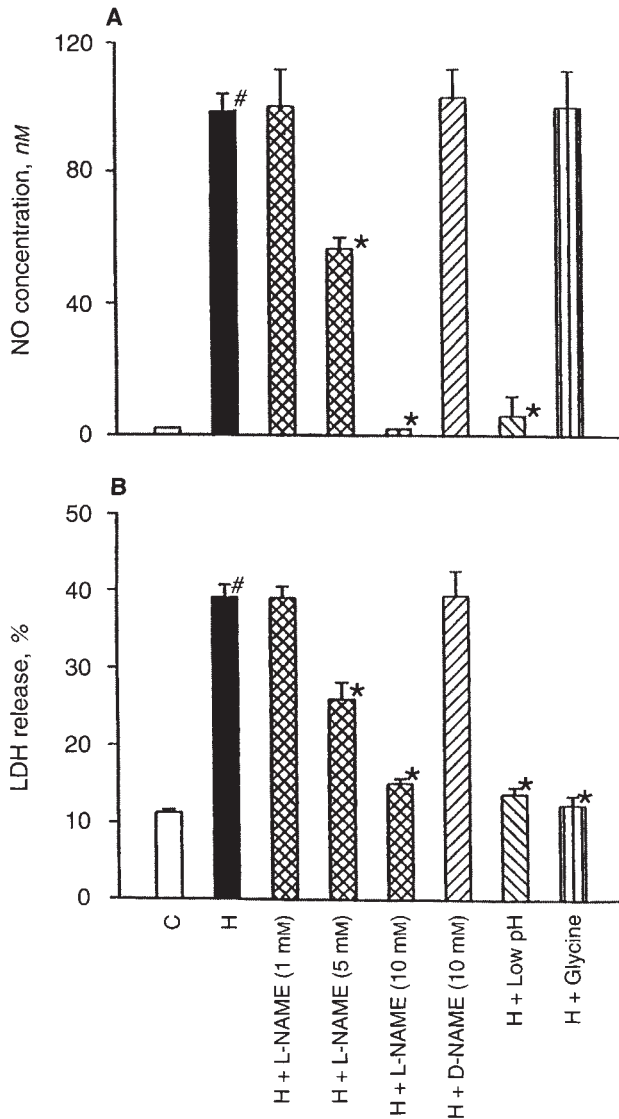 A
120
80
40
0
NO concentration, nM
#
*
*
*
B
50
40
30
20
10
0
LDH release, %
#
*
*
*
*
C
H
H + L-NAME (1 mM)
H + L-NAME (5 mM)
H + L-NAME (10 mM)
H + D-NAME (10 mM)
H + Low pH
H + Glycine